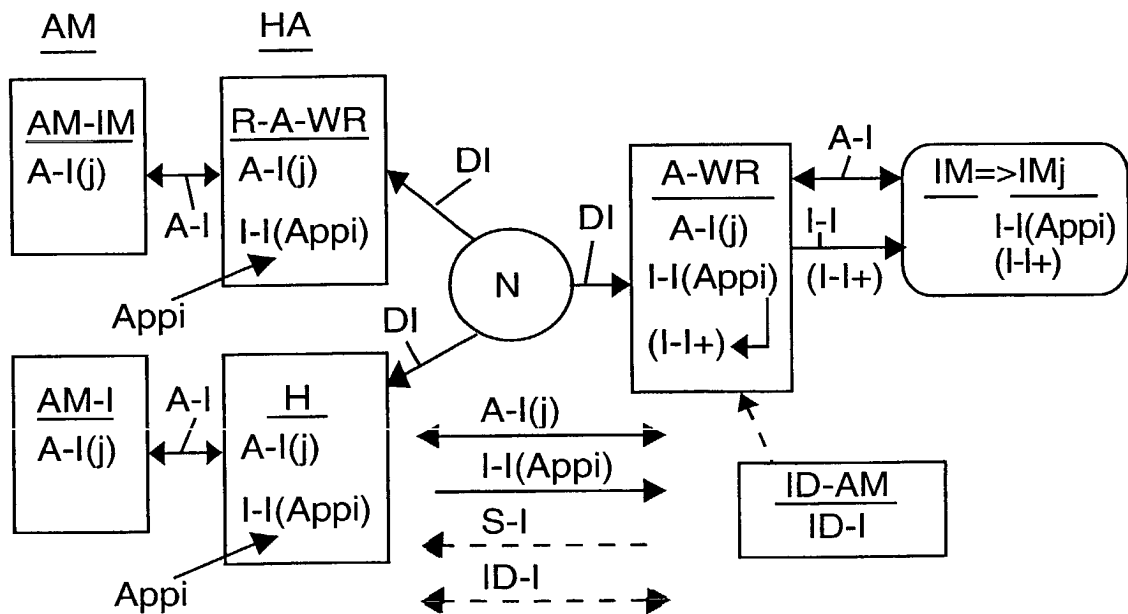 AM
HA
AM-IM
A-I(j)
A-I
R-A-WR
A-I(j)
I-I(Appi)
Appi
DI
N
DI
DI
A-WR
A-I(j)
I-I(Appi)
(I-I+)
A-I
I-I
(I-I+)
IM=>IMj
I-I(Appi)
(I-I+)
AM-I
A-I(j)
A-I
H
A-I(j)
I-I(Appi)
Appi
A-I(j)
I-I(Appi)
S-I
ID-I
ID-AM
ID-I